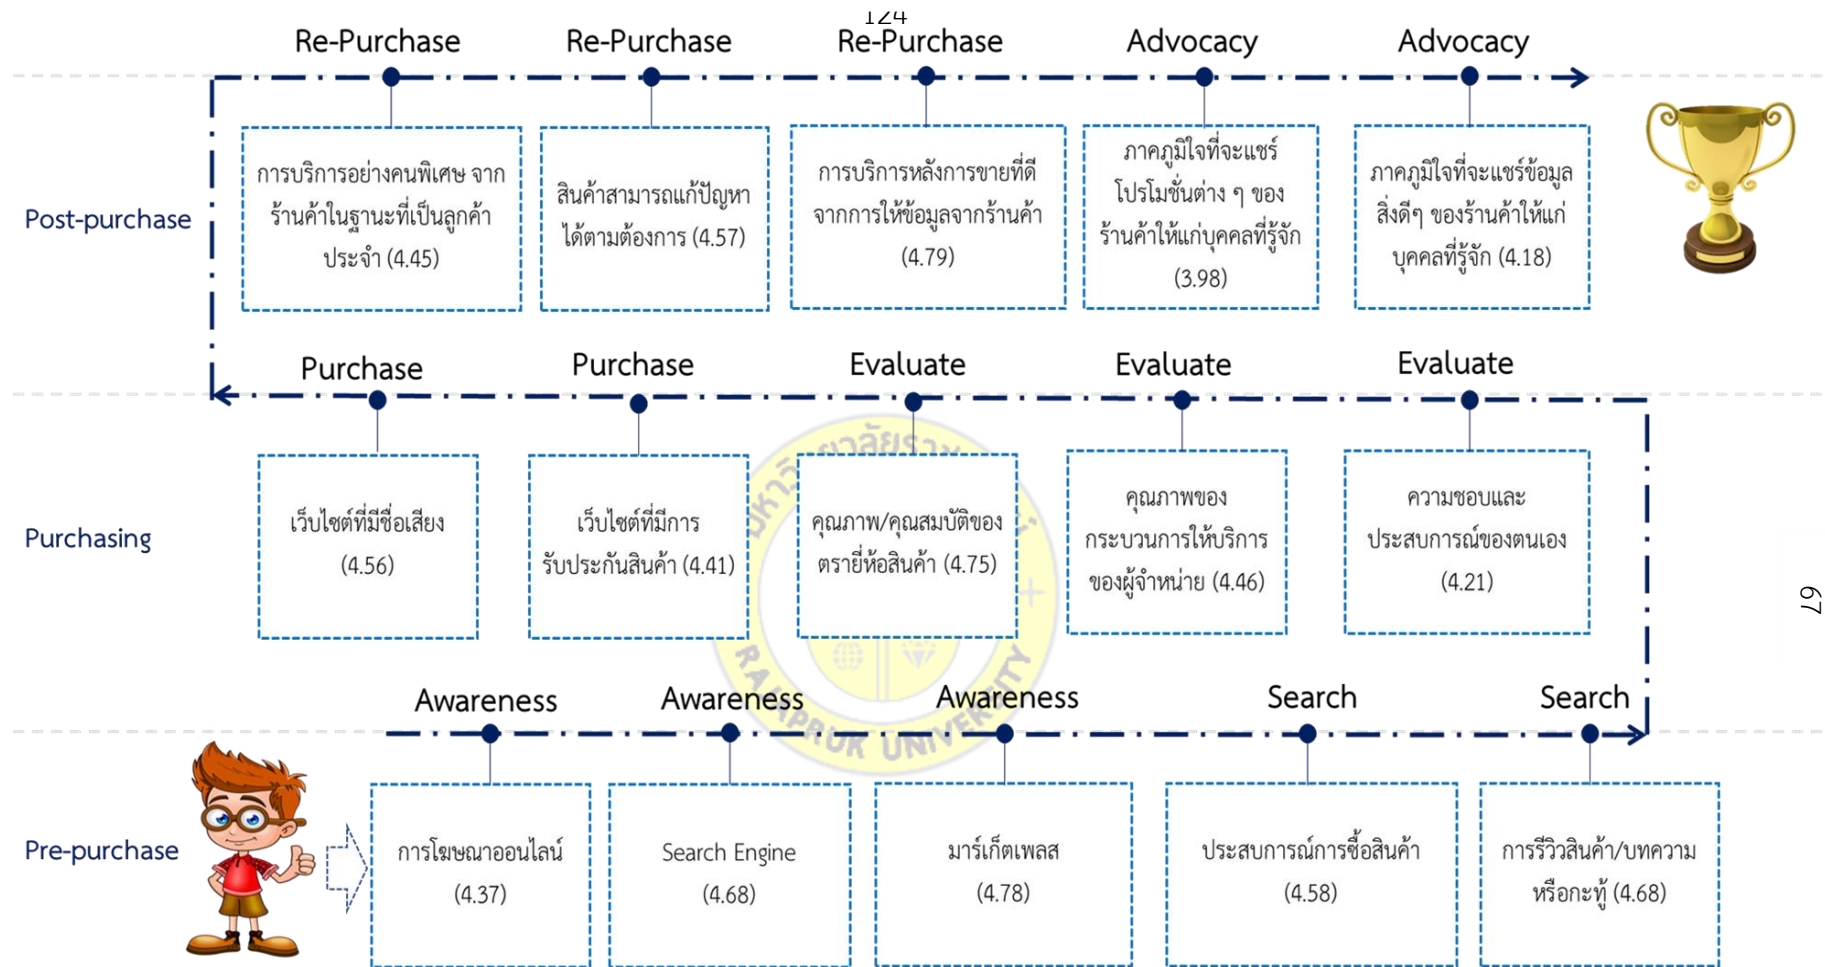 124
Re-Purchase
Re-Purchase
Re-Purchase
Advocacy
Advocacy
Post-purchase
การบริการอย่างคนพิเศษ จาก
ร้านค้าในฐานะที่เป็นลูกค้า
ประจำ (4.45)
สินค้าสามารถแก้ปัญหา
ได้ตามต้องการ (4.57)
การบริการหลังการขายที่ดี
จากการให้ข้อมูลจากร้านค้า
(4.79)
ภาคภูมิใจที่จะแชร์
โปรโมชั่นต่าง ๆ ของ
ร้านค้าให้แก่บุคคลที่รู้จัก
(3.98)
ภาคภูมิใจที่จะแชร์ข้อมูล
สิ่งดีๆ ของร้านค้าให้แก่
บุคคลที่รู้จัก (4.18)
Purchase
Purchase
Evaluate
Evaluate
Evaluate
Purchasing
เว็บไซต์ที่มีชื่อเสียง
(4.56)
เว็บไซต์ที่มีการ
รับประกันสินค้า (4.41)
คุณภาพ/คุณสมบัติของ
ตรายี่ห้อสินค้า (4.75)
คุณภาพของ
กระบวนการให้บริการ
ของผู้จำหน่าย (4.46)
ความชอบและ
ประสบการณ์ของตนเอง
(4.21)
67
RAJAPRUK UNIVERSITY
Awareness
Awareness
Awareness
Search
Search
Pre-purchase
การโฆษณาออนไลน์
(4.37)
Search Engine
(4.68)
มาร์เก็ตเพลส
(4.78)
ประสบการณ์การซื้อสินค้า
(4.58)
การรีวิวสินค้า/บทความ
หรือกะทู้ (4.68)